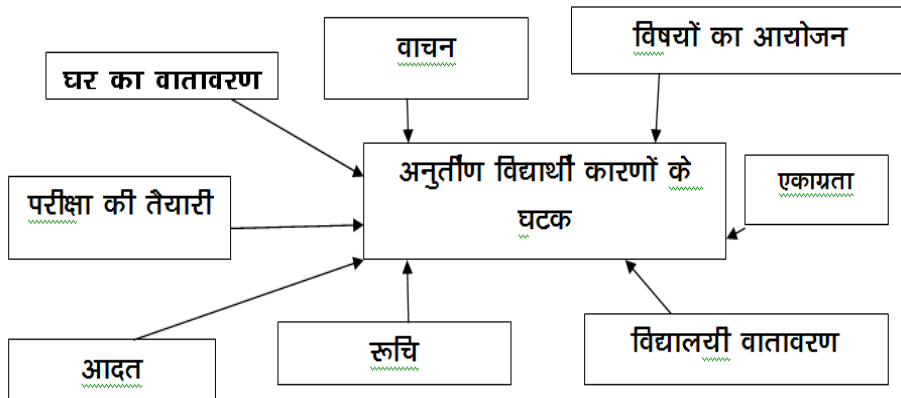 वाचन
विषयों का आयोजन
घर का वातावरण
अनुर्तीण विद्यार्थी कारणों के
घटक
एकाग्रता
परीक्षा की तैयारी
आदत
रूचि
विद्यालयी वातावरण